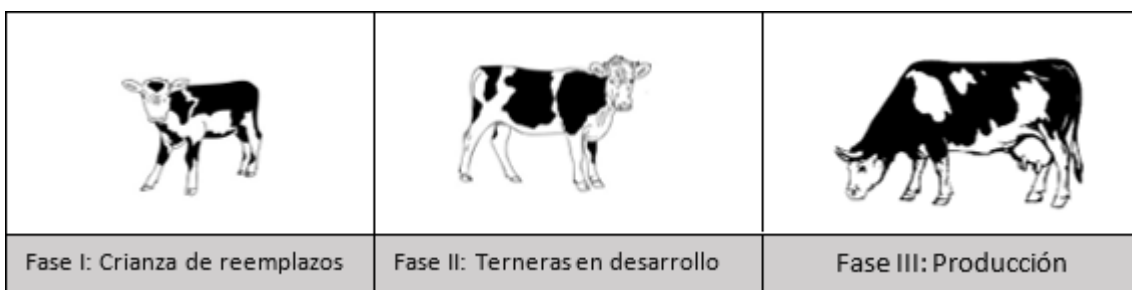 Fase I: Crianza de reemplazos
Fase II: Terneras en desarrollo
Fase III: Producción